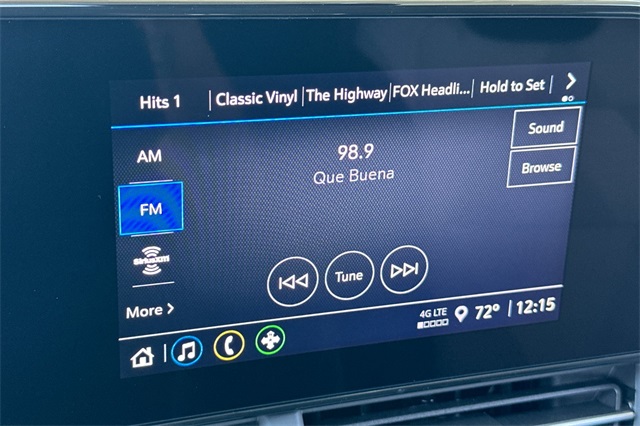 Hits 1 Classic Vinyl The Highway FOX Headli... Hold to Set
AM
98.9
Sound
Que Buena
Browse
FM
SiriusXM
Tune
More
4G LTE 72° 12:15